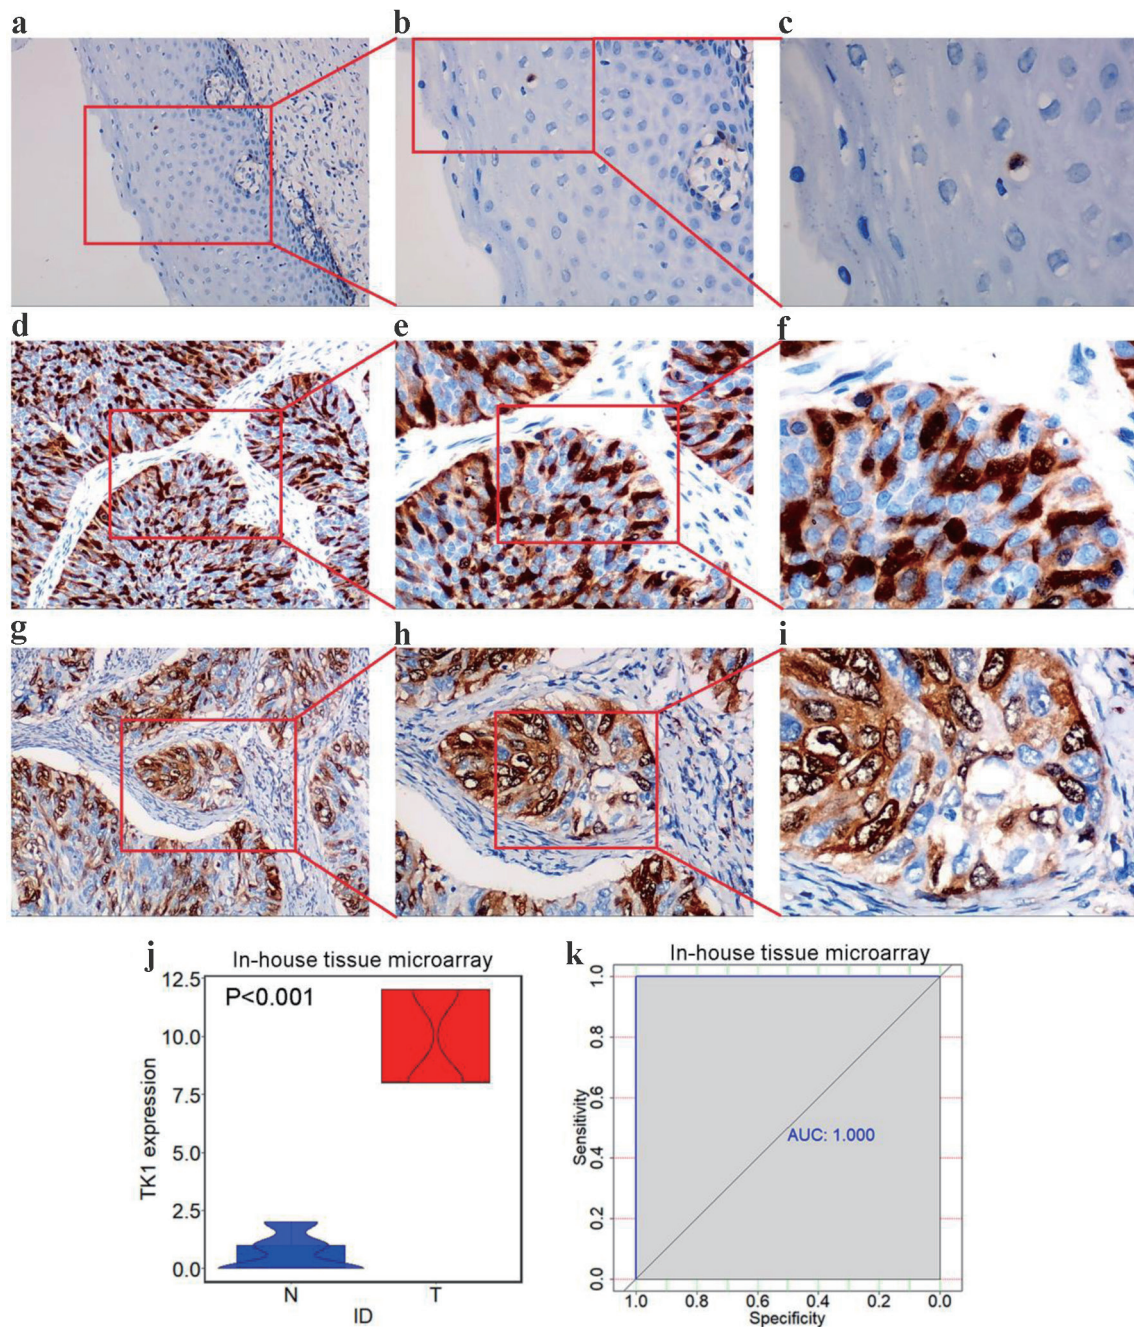 a
b
c
d
e
f
g
h
i
j
In-house tissue microarray
P<0.001
TK1 expression
12.5
10.0
7.5
5.0
2.5
0.0
N
T
ID
k
In-house tissue microarray
Sensitivity
1.0
0.8
0.6
0.4
0.2
0.0
AUC: 1.000
1.0 0.8 0.6 0.4 0.2 0.0
Specificity